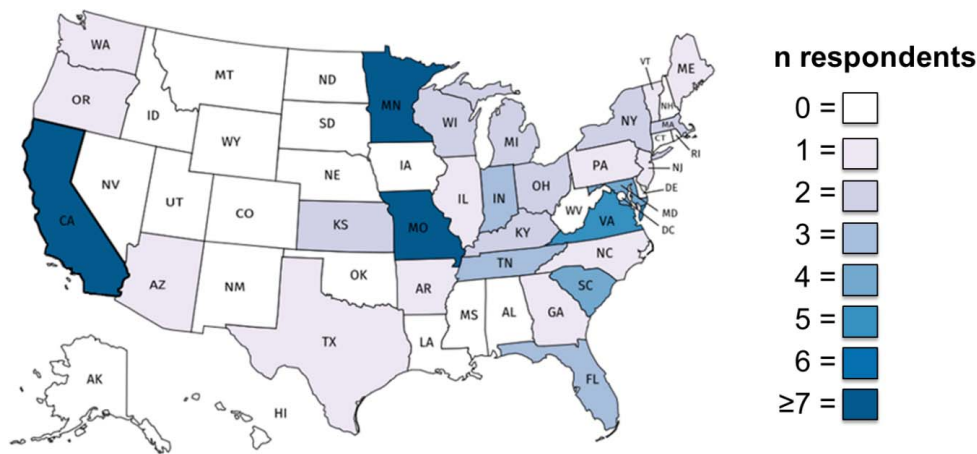 WA
MT
ND
MN
VT
ME
OR
ID
SD
WI
NY
NH
MA
WY
MI
CT
RI
IA
PA
NJ
NE
NV
IL
IN
OH
DE
UT
CO
WV
MD
CA
KS
MO
VA
DC
KY
NC
TN
OK
AZ
NM
AR
SC
MS
AL
GA
TX
LA
FL
AK
HI
n respondents
0 =
1 =
2 =
3 =
4 =
5 =
6 =
≥7 =